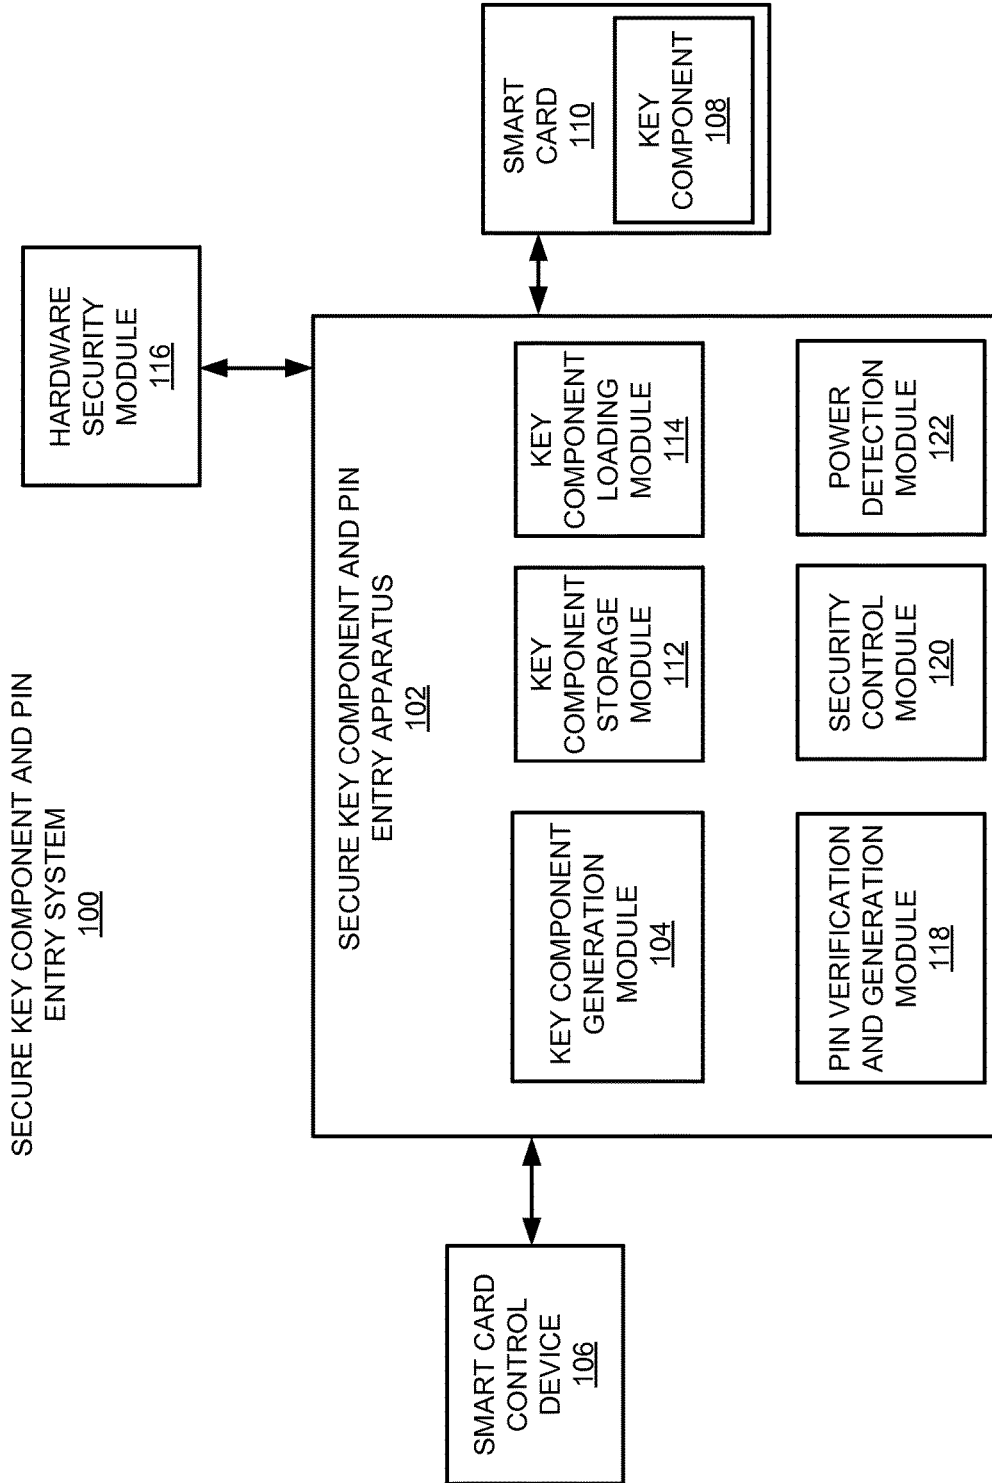 SECURE KEY COMPONENT AND PIN
ENTRY SYSTEM
100
HARDWARE
SECURITY
MODULE
116
SECURE KEY COMPONENT AND PIN
ENTRY APPARATUS
102
SMART CARD
CONTROL
DEVICE
106
KEY COMPONENT
GENERATION
MODULE
104
KEY
COMPONENT
STORAGE
MODULE
112
KEY
COMPONENT
LOADING
MODULE
114
SMART
CARD
110
KEY
COMPONENT
108
PIN VERIFICATION
AND GENERATION
MODULE
118
SECURITY
CONTROL
MODULE
120
POWER
DETECTION
MODULE
122